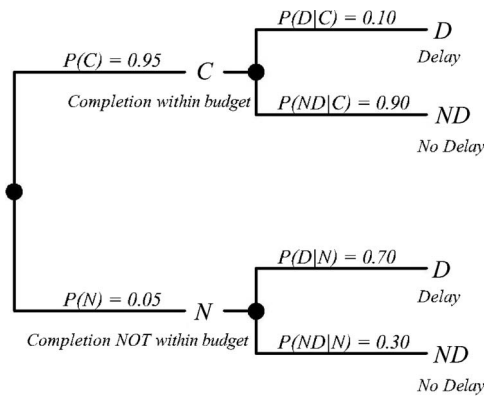 P(D|C) = 0.10
D
Delay
P(C) = 0.95
C
Completion within budget
P(ND|C) = 0.90
ND
No Delay
P(D|N) = 0.70
D
Delay
P(N) = 0.05
N
Completion NOT within budget
P(ND|N) = 0.30
ND
No Delay